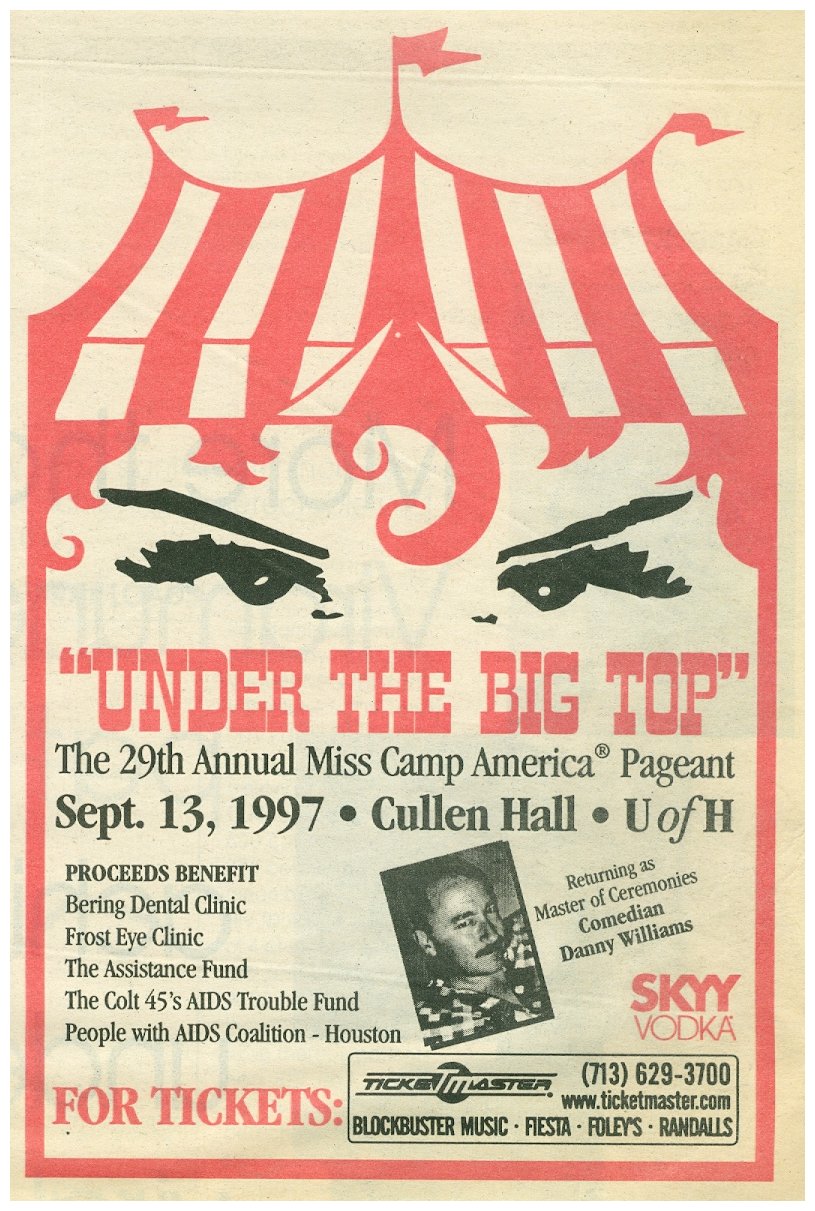 "UNDER THE BIG TOP"
The 29th Annual Miss Camp America® Pageant
Sept. 13, 1997 • Cullen Hall • U of H
PROCEEDS BENEFIT
Bering Dental Clinic
Frost Eye Clinic
The Assistance Fund
The Colt 45's AIDS Trouble Fund
People with AIDS Coalition - Houston
Returning as
Master of Ceremonies
Comedian
Danny Williams
SKYY
VODKA
FOR TICKETS:
TICKETMASTER
(713) 629-3700
www.ticketmaster.com
BLOCKBUSTER MUSIC · FIESTA · FOLEY'S · RANDALLS